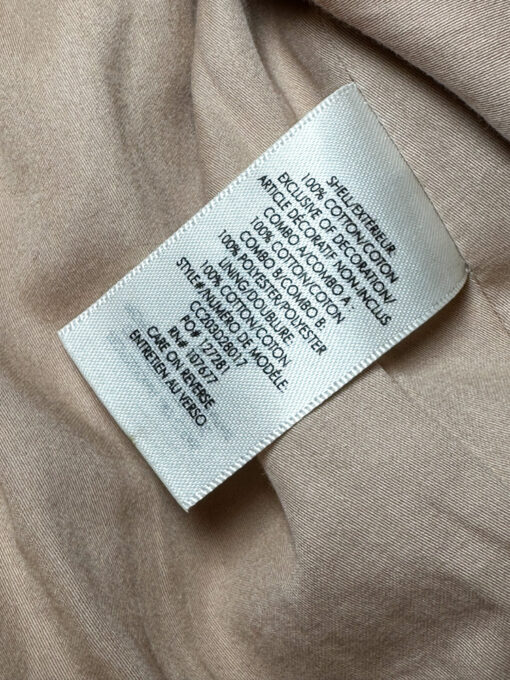 SHELL/EXTÉRIEUR
100% COTTON/COTON
EXCLUSIVE OF DECORATION/
ARTICLE DÉCORATIF NON-INCLUS
COMBO A/COMBO A :
100% COTTON/COTON
COMBO B/COMBO B.
100% POLYESTER/POLYESTER
LINING/DOUBLURE:
100% COTTON/COTON
STYLE#/NUMÉRO DE MODÈLE.
CC203028017
PO# 127281
RN# 107677
CARE ON REVERSE
ENTRETIEN AU VERSO